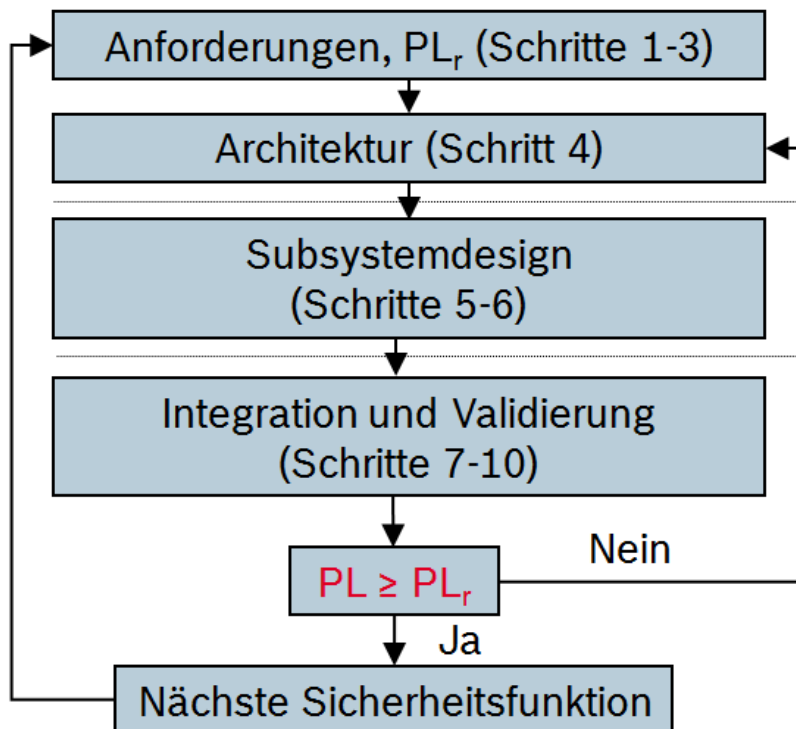 Anforderungen, PLr (Schritte 1-3)
Architektur (Schritt 4)
Subsystemdesign
(Schritte 5-6)
Integration und Validierung
(Schritte 7-10)
Nein
PL ≥ PLr
Ja
Nächste Sicherheitsfunktion